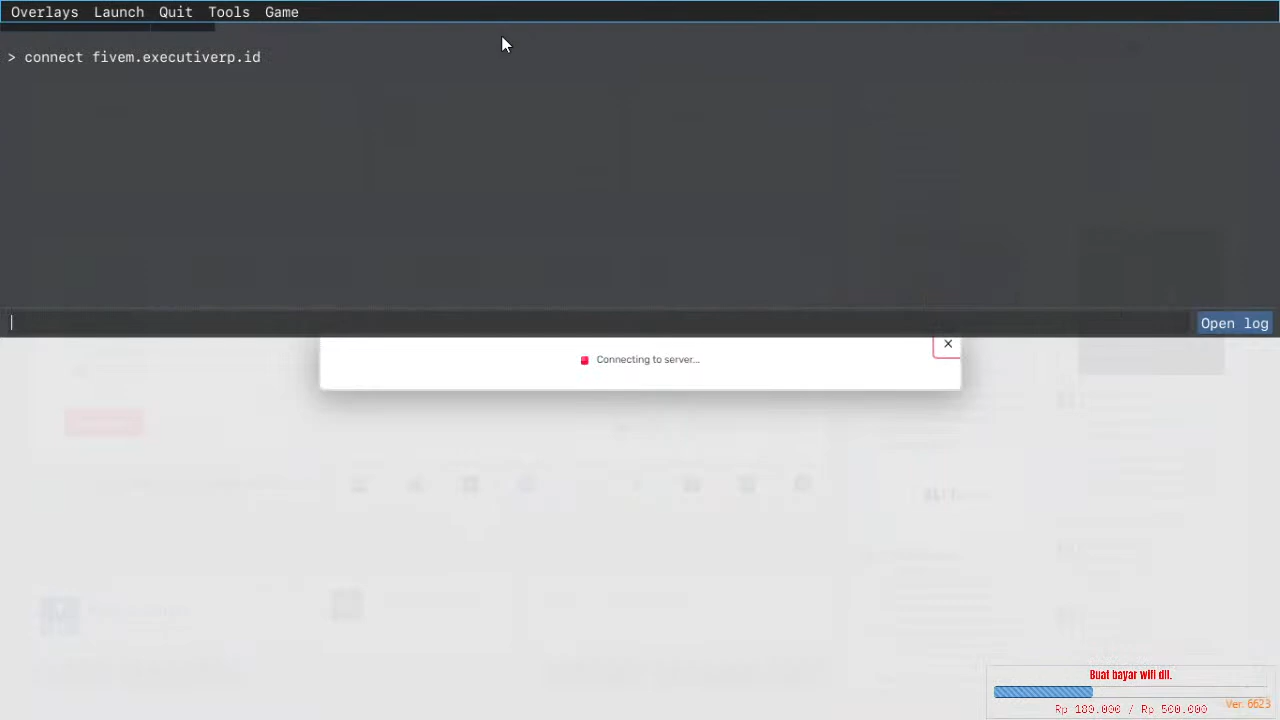 Overlays Launch Quit Tools Game
> connect fivem.executiverp.id
Open log
Connecting to server...
Buat bayar wifi dll.
Rp 180.000 / Rp 500.000
Ver. 6623